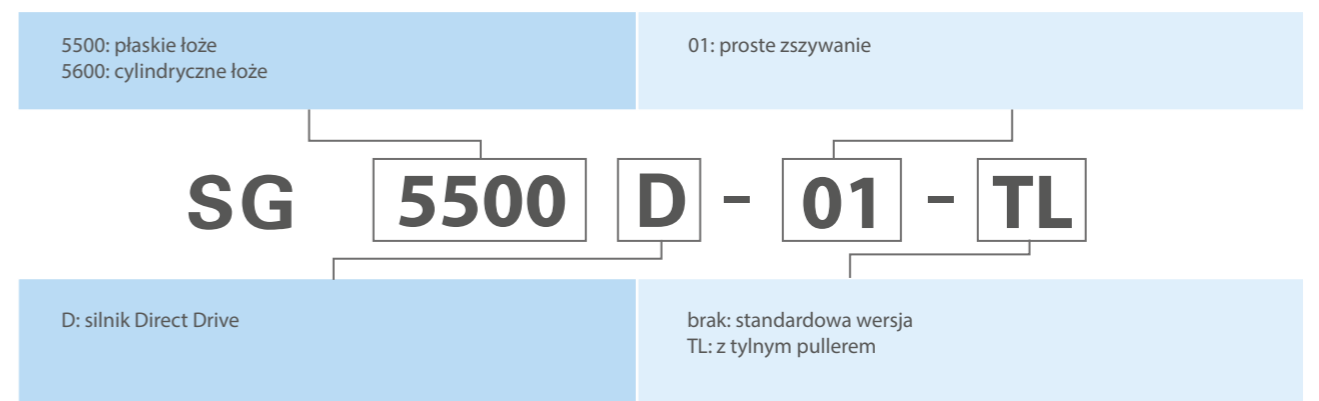 5500: płaskie łoże
5600: cylindryczne łoże
01: proste zszywanie
SG 5500 D - 01 - TL
D: silnik Direct Drive
brak: standardowa wersja
TL: z tylnym pullerem